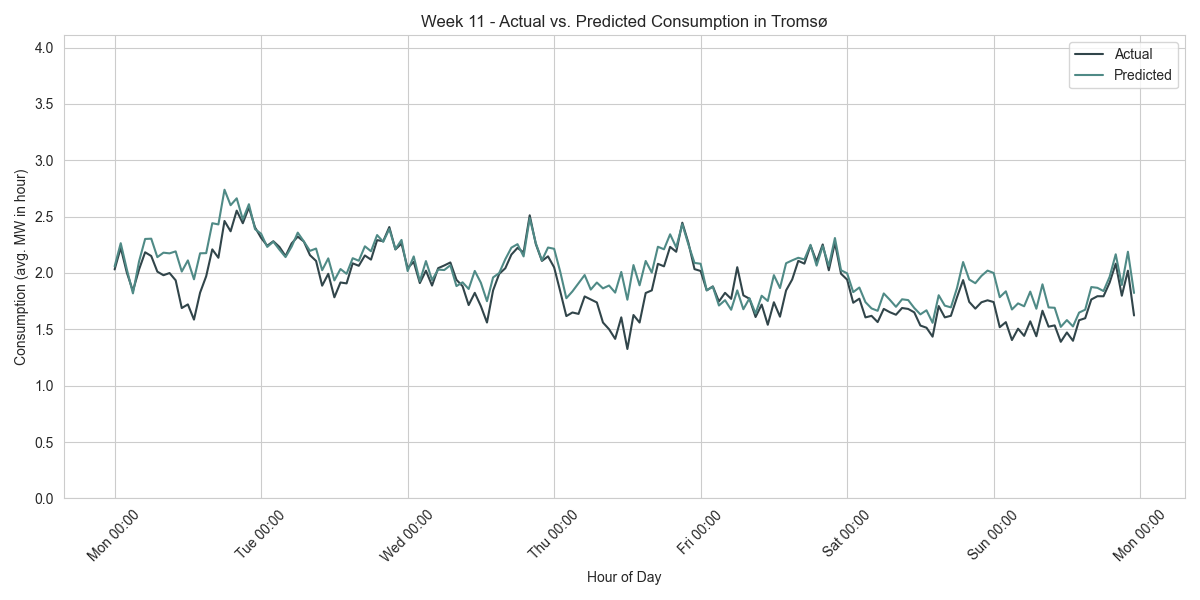 Week 11 - Actual vs. Predicted Consumption in Tromsø
Actual
Predicted
Consumption (avg. MW in hour)
4.0
3.5
3.0
2.5
2.0
1.5
1.0
0.5
0.0
Mon 00:00
Tue 00:00
Wed 00:00
Thu 00:00
Fri 00:00
Sat 00:00
Sun 00:00
Mon 00:00
Hour of Day